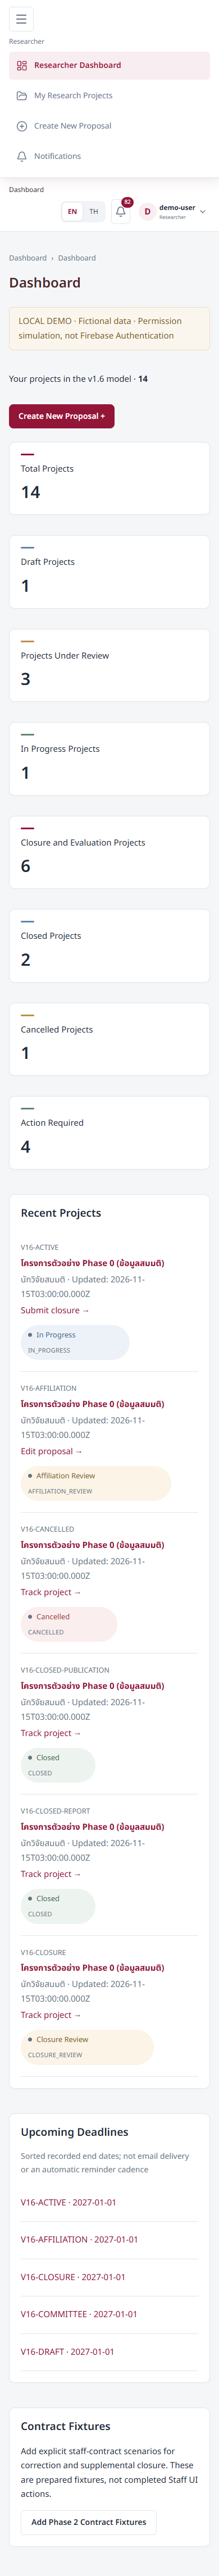 Researcher
Researcher Dashboard
My Research Projects
Create New Proposal
Notifications
Dashboard
EN
TH
82
D
demo-user
Researcher
Dashboard › Dashboard
Dashboard
LOCAL DEMO · Fictional data · Permission
simulation, not Firebase Authentication
Your projects in the v1.6 model · 14
Create New Proposal +
Total Projects
14
Draft Projects
1
Projects Under Review
3
In Progress Projects
1
Closure and Evaluation Projects
6
Closed Projects
2
Cancelled Projects
1
Action Required
4
Recent Projects
V16-ACTIVE
โครงการตัวอย่าง Phase 0 (ข้อมูลสมมติ)
นักวิจัยสมมติ · Updated: 2026-11-
15T03:00:00.000Z
Submit closure →
In Progress
IN_PROGRESS
V16-AFFILIATION
โครงการตัวอย่าง Phase 0 (ข้อมูลสมมติ)
นักวิจัยสมมติ · Updated: 2026-11-
15T03:00:00.000Z
Edit proposal →
Affiliation Review
AFFILIATION_REVIEW
V16-CANCELLED
โครงการตัวอย่าง Phase 0 (ข้อมูลสมมติ)
นักวิจัยสมมติ · Updated: 2026-11-
15T03:00:00.000Z
Track project →
Cancelled
CANCELLED
V16-CLOSED-PUBLICATION
โครงการตัวอย่าง Phase 0 (ข้อมูลสมมติ)
นักวิจัยสมมติ · Updated: 2026-11-
15T03:00:00.000Z
Track project →
Closed
CLOSED
V16-CLOSED-REPORT
โครงการตัวอย่าง Phase 0 (ข้อมูลสมมติ)
นักวิจัยสมมติ · Updated: 2026-11-
15T03:00:00.000Z
Track project →
Closed
CLOSED
V16-CLOSURE
โครงการตัวอย่าง Phase 0 (ข้อมูลสมมติ)
นักวิจัยสมมติ · Updated: 2026-11-
15T03:00:00.000Z
Track project →
Closure Review
CLOSURE_REVIEW
Upcoming Deadlines
Sorted recorded end dates; not email delivery
or an automatic reminder cadence
V16-ACTIVE · 2027-01-01
V16-AFFILIATION · 2027-01-01
V16-CLOSURE · 2027-01-01
V16-COMMITTEE · 2027-01-01
V16-DRAFT · 2027-01-01
Contract Fixtures
Add explicit staff-contract scenarios for
correction and supplemental closure. These
are prepared fixtures, not completed Staff UI
actions.
Add Phase 2 Contract Fixtures